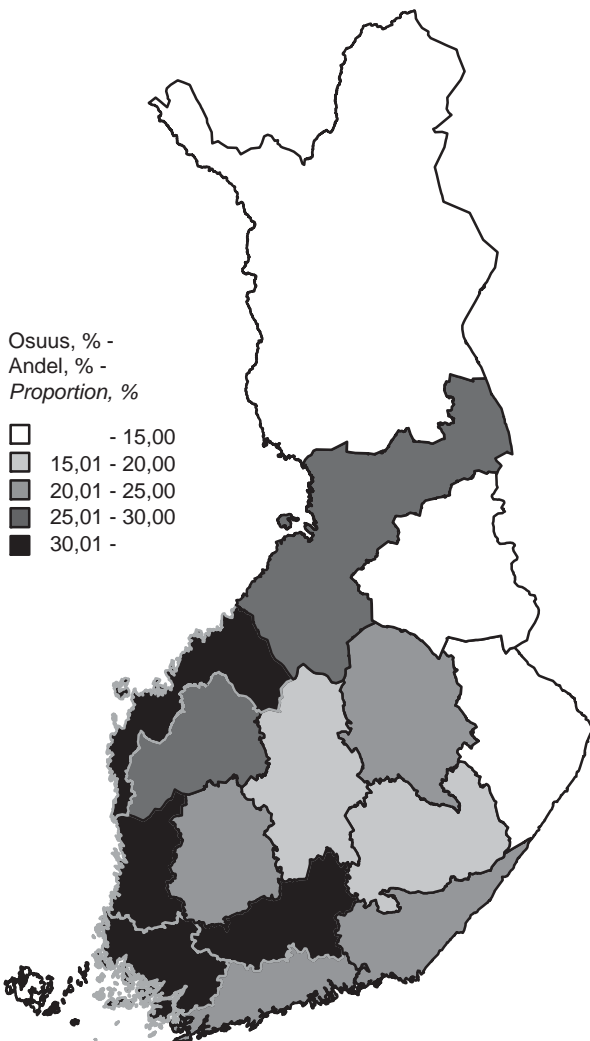 Osuus, % -
Andel, % -
Proportion, %
- 15,00
15,01 - 20,00
20,01 - 25,00
25,01 - 30,00
30,01 -